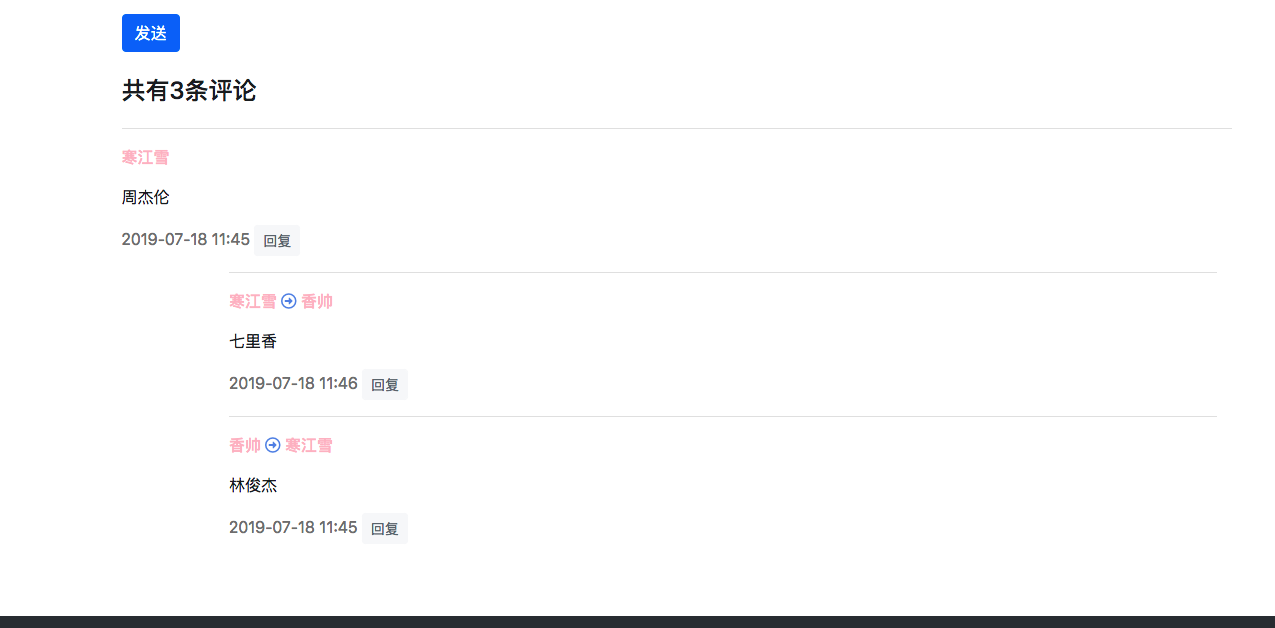 发送
共有3条评论
寒江雪
周杰伦
2019-07-18 11:45 回复
寒江雪 香帅
七里香
2019-07-18 11:46 回复
香帅 寒江雪
林俊杰
2019-07-18 11:45 回复